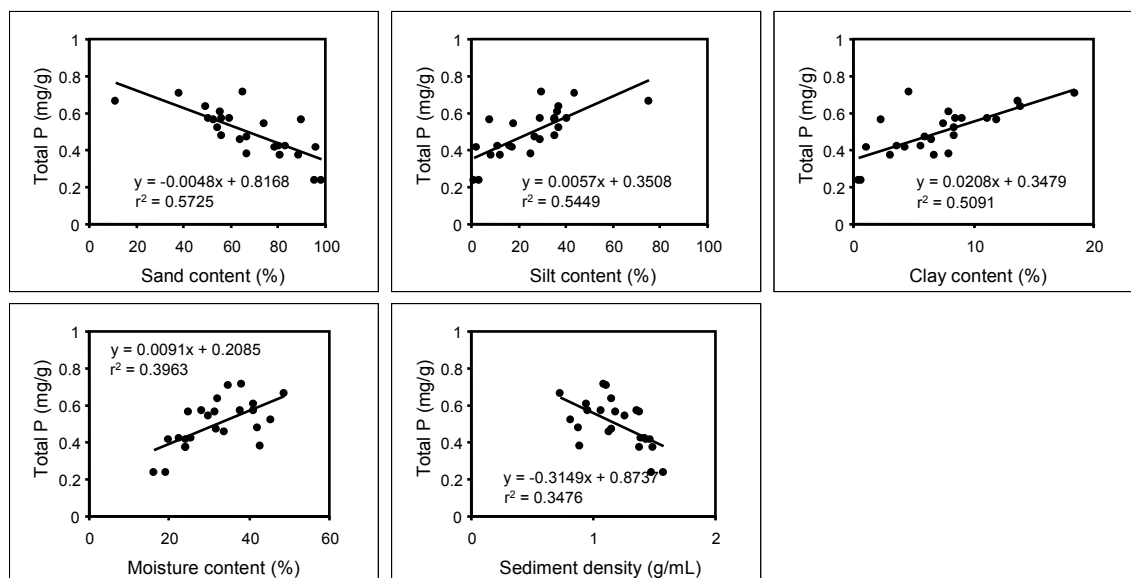 1
0.8
0.6
0.4
0.2
0
Total P (mg/g)
y = -0.0048x + 0.8168
r² = 0.5725
0 20 40 60 80 100
Sand content (%)
1
0.8
0.6
0.4
0.2
0
Total P (mg/g)
y = 0.0057x + 0.3508
r² = 0.5449
0 20 40 60 80 100
Silt content (%)
1
0.8
0.6
0.4
0.2
0
Total P (mg/g)
y = 0.0208x + 0.3479
r² = 0.5091
0 10 20
Clay content (%)
1
0.8
0.6
0.4
0.2
0
Total P (mg/g)
y = 0.0091x + 0.2085
r² = 0.3963
0 20 40 60
Moisture content (%)
1
0.8
0.6
0.4
0.2
0
Total P (mg/g)
y = -0.3149x + 0.8737
r² = 0.3476
0 1 2
Sediment density (g/mL)